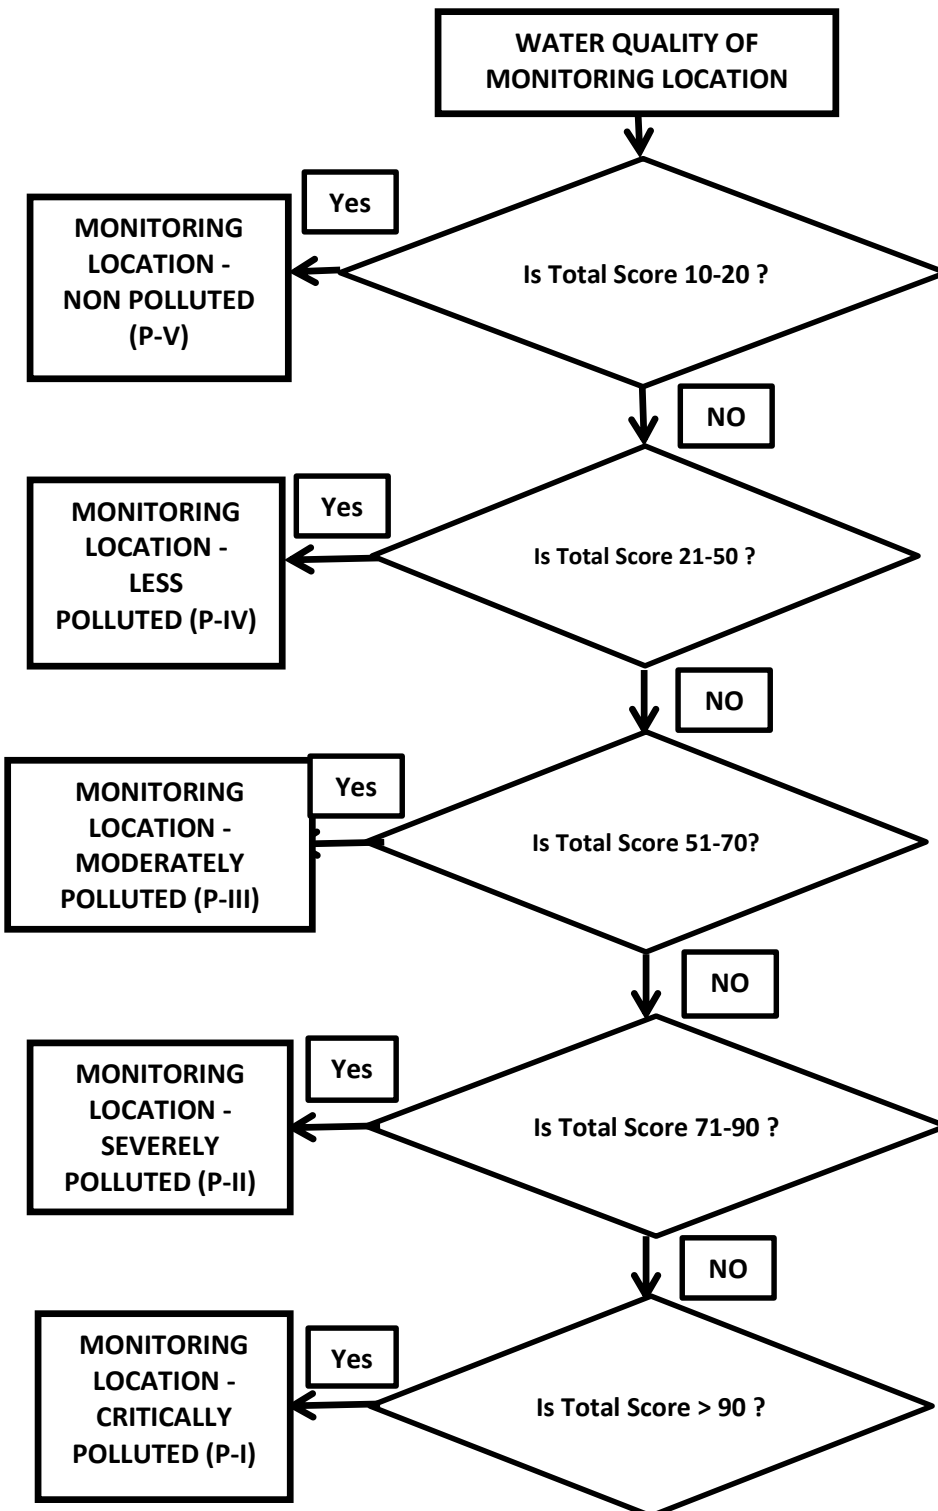 WATER QUALITY OF
MONITORING LOCATION
Yes
MONITORING
LOCATION -
NON POLLUTED
(P-V)
Is Total Score 10-20 ?
NO
Yes
MONITORING
LOCATION -
LESS
POLLUTED (P-IV)
Is Total Score 21-50 ?
NO
Yes
MONITORING
LOCATION -
MODERATELY
POLLUTED (P-III)
Is Total Score 51-70?
NO
Yes
MONITORING
LOCATION -
SEVERELY
POLLUTED (P-II)
Is Total Score 71-90 ?
NO
Yes
MONITORING
LOCATION -
CRITICALLY
POLLUTED (P-I)
Is Total Score > 90 ?